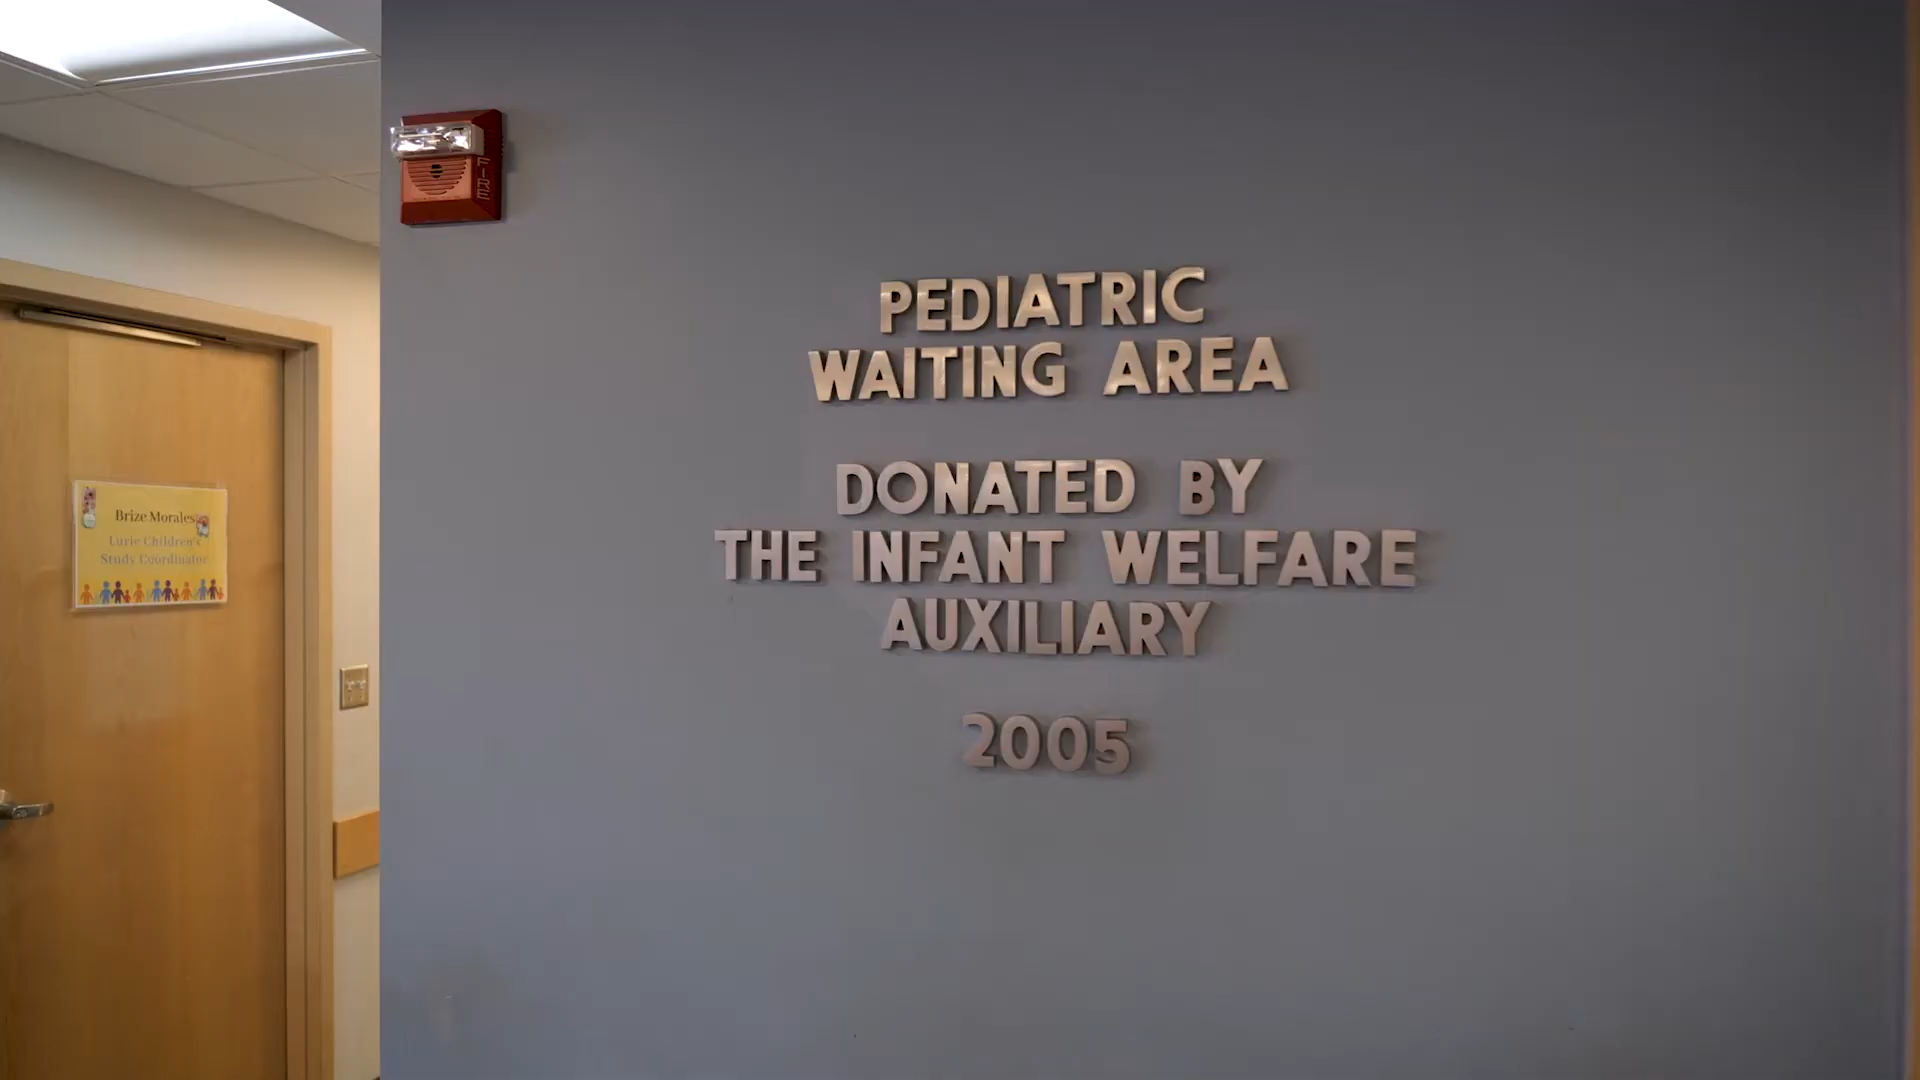 FIRE
PEDIATRIC
WAITING AREA
DONATED BY
THE INFANT WELFARE
AUXILIARY
2005
Brize Morales
Lurie Children's
Study Coordinator